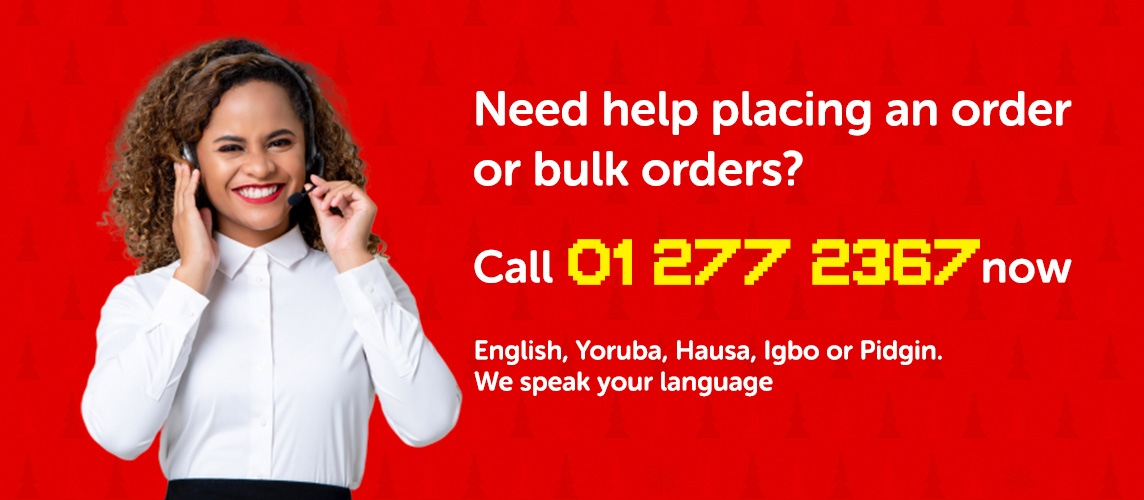 Need help placing an order
or bulk orders?
Call 01 277 2367 now
English, Yoruba, Hausa, Igbo or Pidgin.
We speak your language